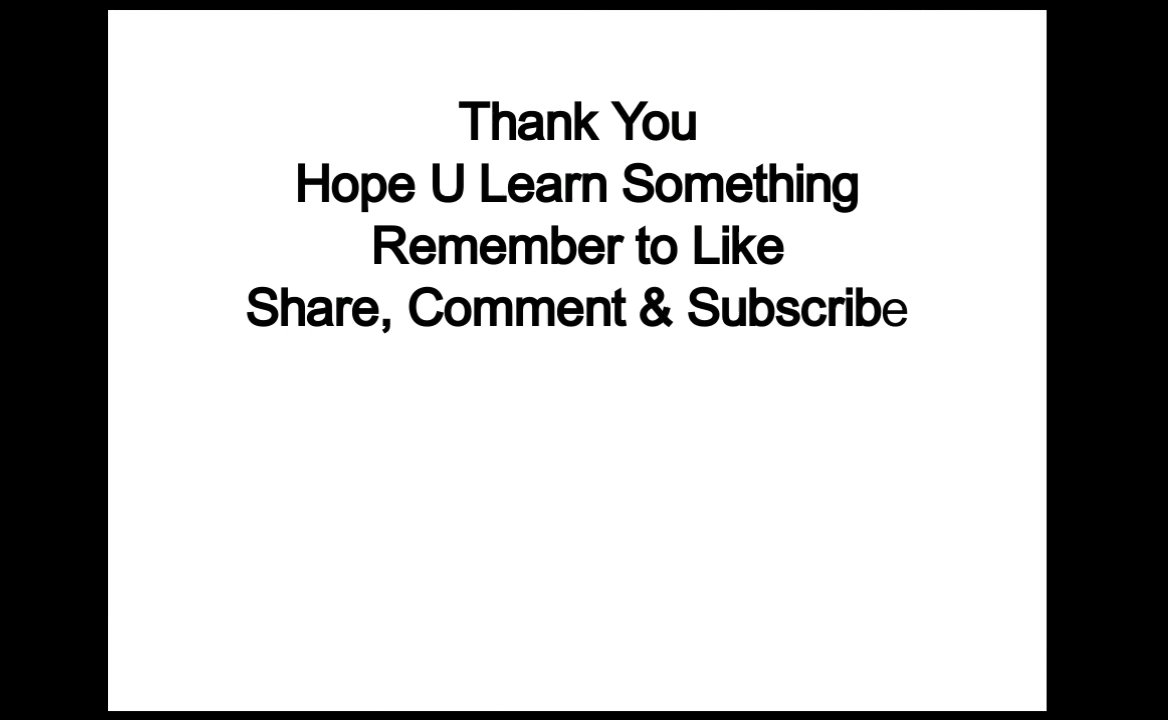 Thank You
Hope U Learn Something
Remember to Like
Share, Comment & Subscribe